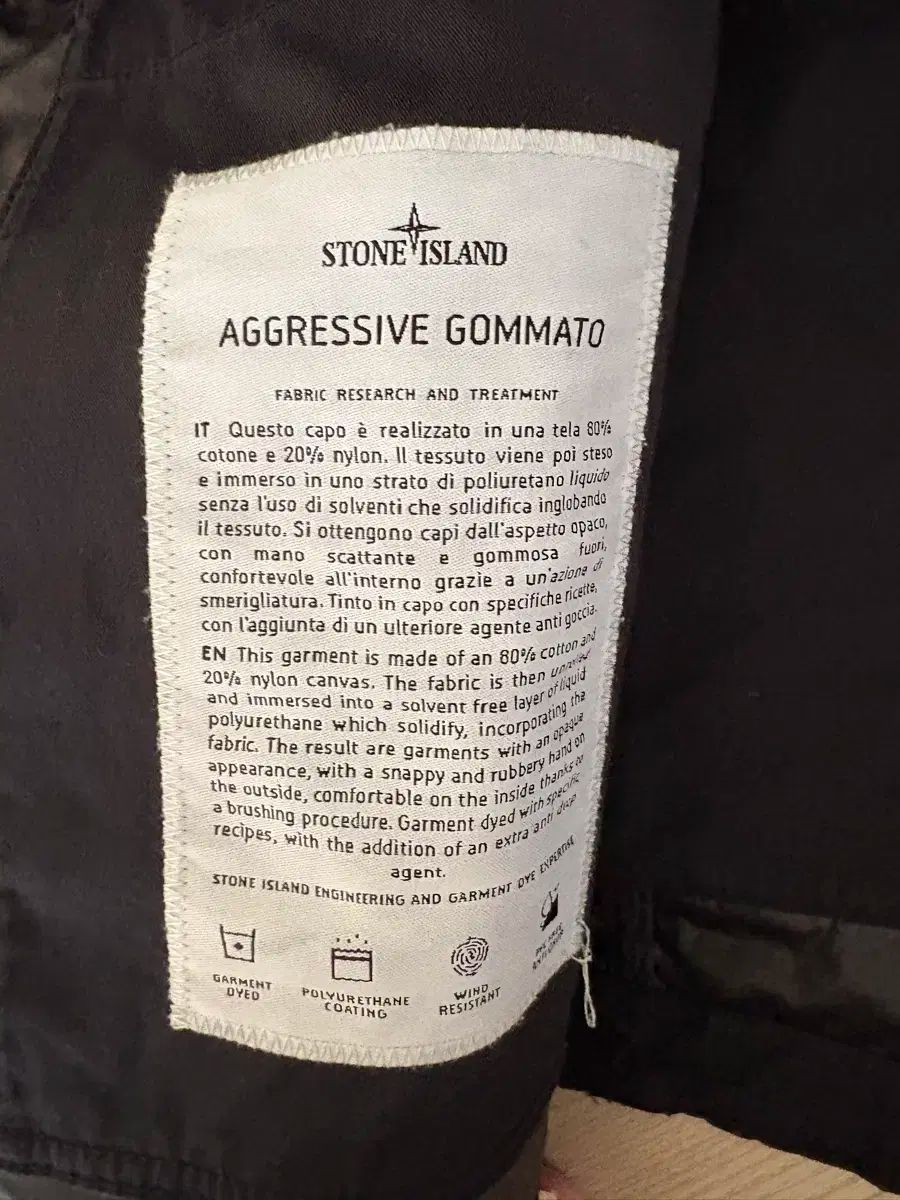 STONE ISLAND
AGGRESSIVE GOMMATO
FABRIC RESEARCH AND TREATMENT
IT Questo capo è realizzato in una tela 80%
cotone e 20% nylon. Il tessuto viene poi steso
e immerso in uno strato di poliuretano liquido
senza l'uso di solventi che solidifica inglobando
il tessuto. Si ottengono capi dall'aspetto opaco,
con mano scattante e gommosa fuori,
confortevole all'interno grazie a un'azione di
smerigliatura. Tinto in capo con specifiche ricette,
con l'aggiunta di un ulteriore agente anti goccia.
EN This garment is made of an 80% cotton and
20% nylon canvas. The fabric is then unrolled
and immersed into a solvent free layer of liquid
polyurethane which solidify, incorporating the
fabric. The result are garments with an opaque
appearance, with a snappy and rubbery hand on
the outside, comfortable on the inside thanks to
a brushing procedure. Garment dyed with specific
recipes, with the addition of an extra anti drop
agent.
STONE ISLAND ENGINEERING AND GARMENT DYE EXPERTISE
GARMENT
DYED
POLYURETHANE
COATING
WIND
RESISTANT